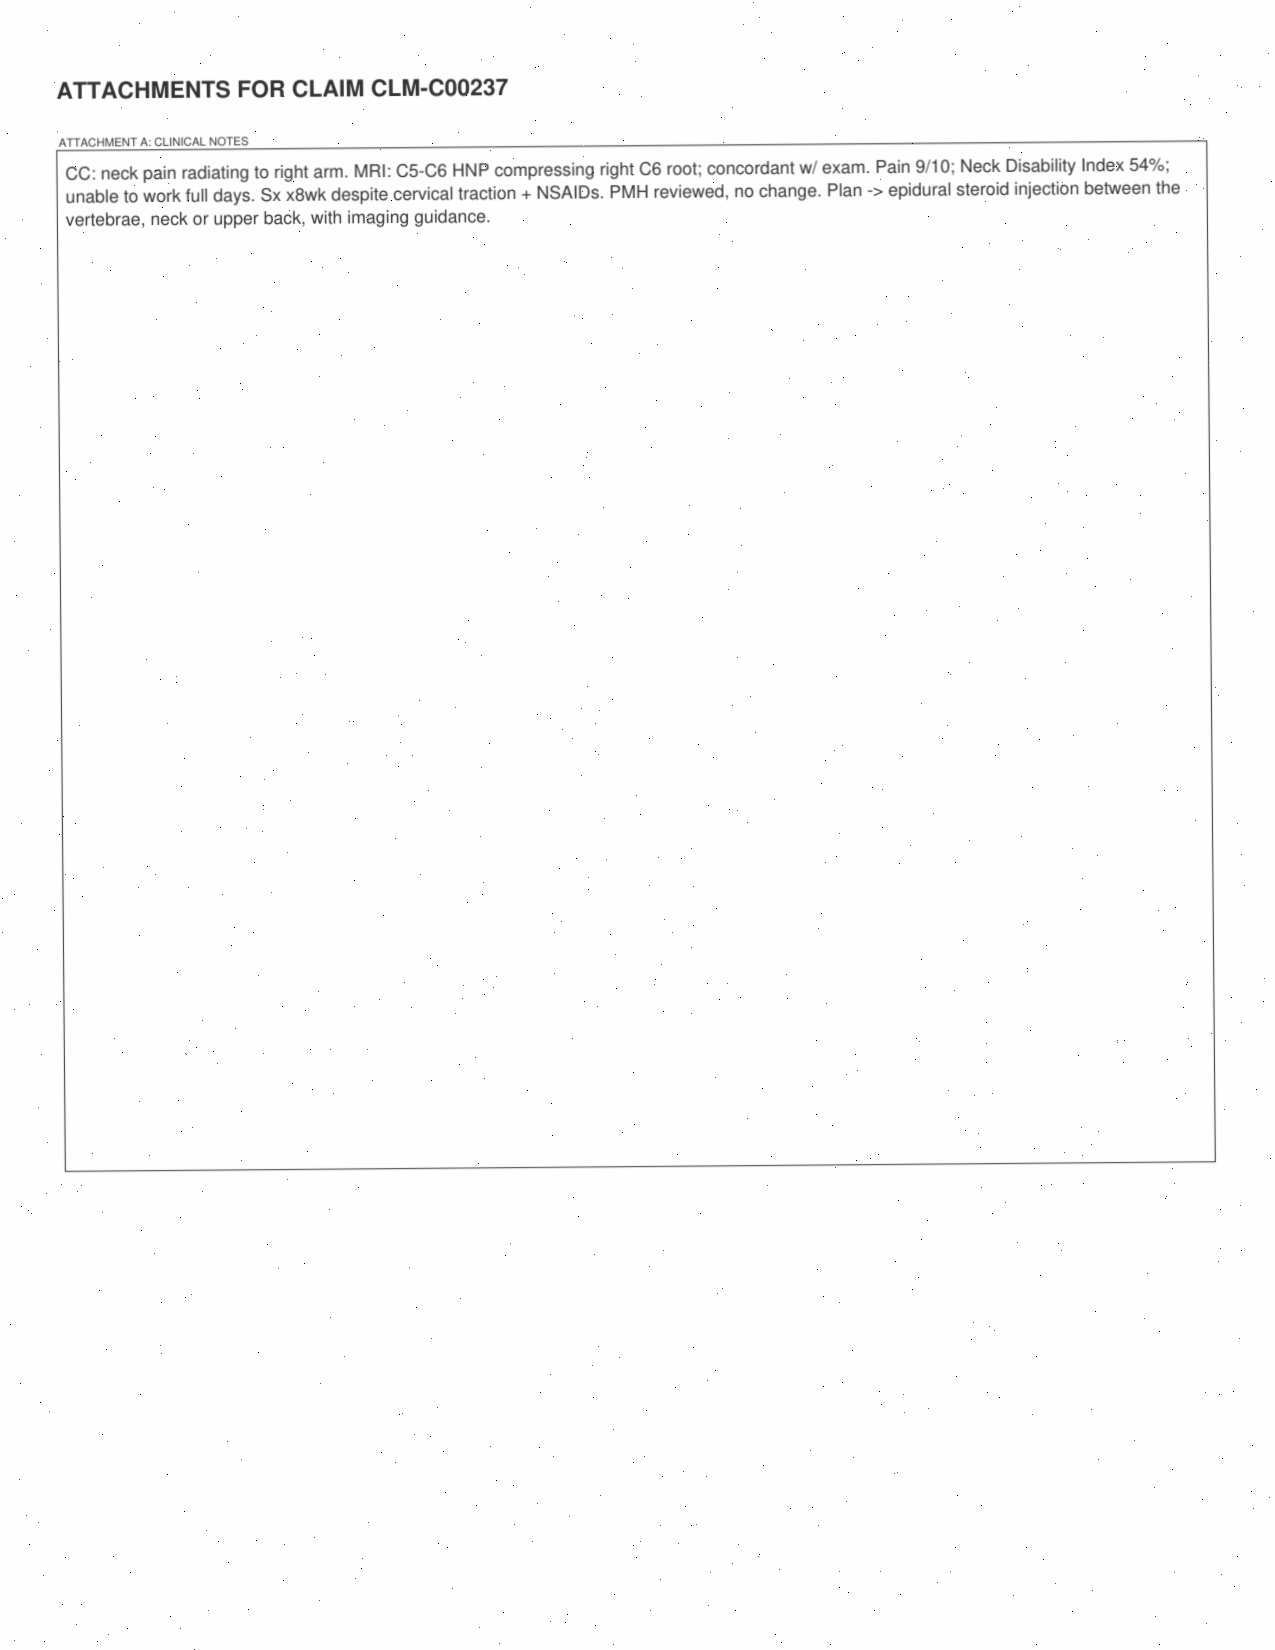 ATTACHMENTS FOR CLAIM CLM-C00237
ATTACHMENT A: CLINICAL NOTES
CC: neck pain radiating to right arm. MRI: C5-C6 HNP compressing right C6 root; concordant w/ exam. Pain 9/10; Neck Disability Index 54%;
unable to work full days. Sx x8wk despite cervical traction + NSAIDs. PMH reviewed, no change. Plan -> epidural steroid injection between the
vertebrae, neck or upper back, with imaging guidance.